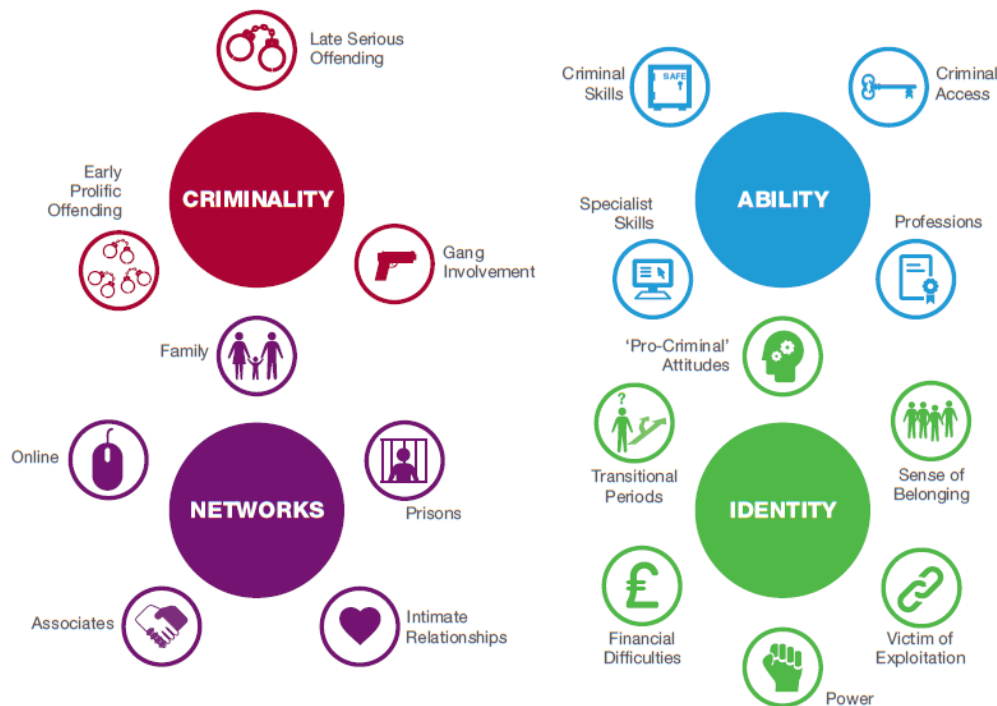 Late Serious
Offending
Early
Prolific
Offending
CRIMINALITY
Gang
Involvement
Criminal
Skills
SAFE
Criminal
Access
ABILITY
Specialist
Skills
Professions
Family
Online
NETWORKS
Prisons
Associates
Intimate
Relationships
'Pro-Criminal'
Attitudes
?
Transitional
Periods
Sense of
Belonging
IDENTITY
£
Financial
Difficulties
Victim of
Exploitation
Power